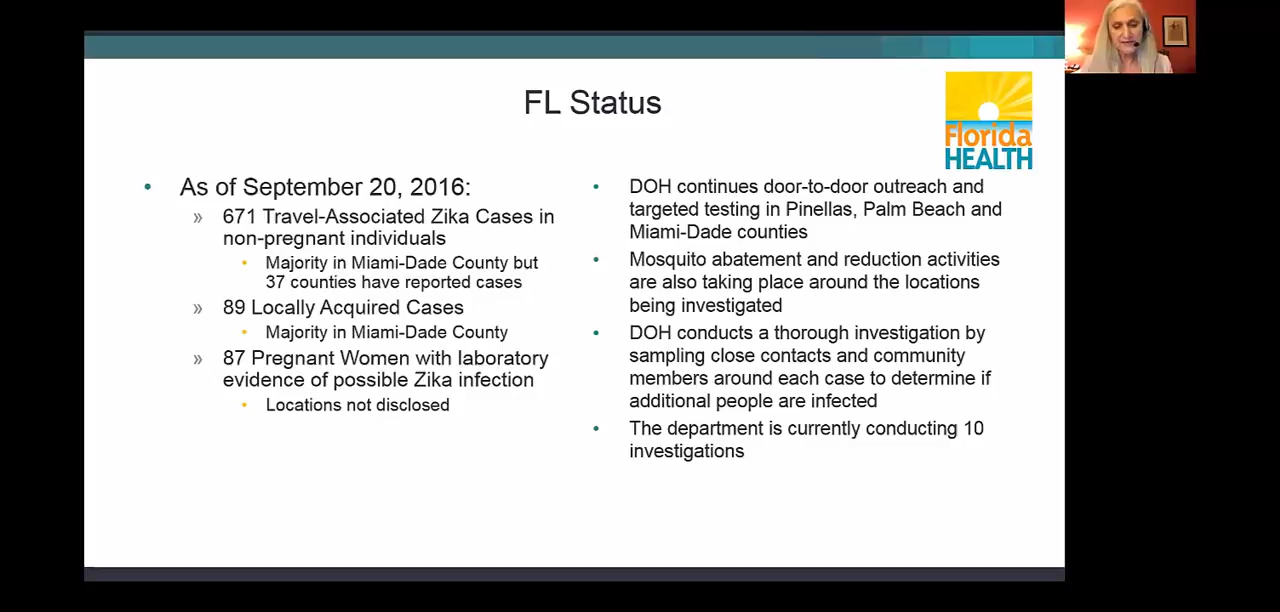 FL Status
Florida
HEALTH
• As of September 20, 2016:
» 671 Travel-Associated Zika Cases in
non-pregnant individuals
• Majority in Miami-Dade County but
37 counties have reported cases
» 89 Locally Acquired Cases
• Majority in Miami-Dade County
» 87 Pregnant Women with laboratory
evidence of possible Zika infection
• Locations not disclosed
• DOH continues door-to-door outreach and
targeted testing in Pinellas, Palm Beach and
Miami-Dade counties
• Mosquito abatement and reduction activities
are also taking place around the locations
being investigated
• DOH conducts a thorough investigation by
sampling close contacts and community
members around each case to determine if
additional people are infected
• The department is currently conducting 10
investigations